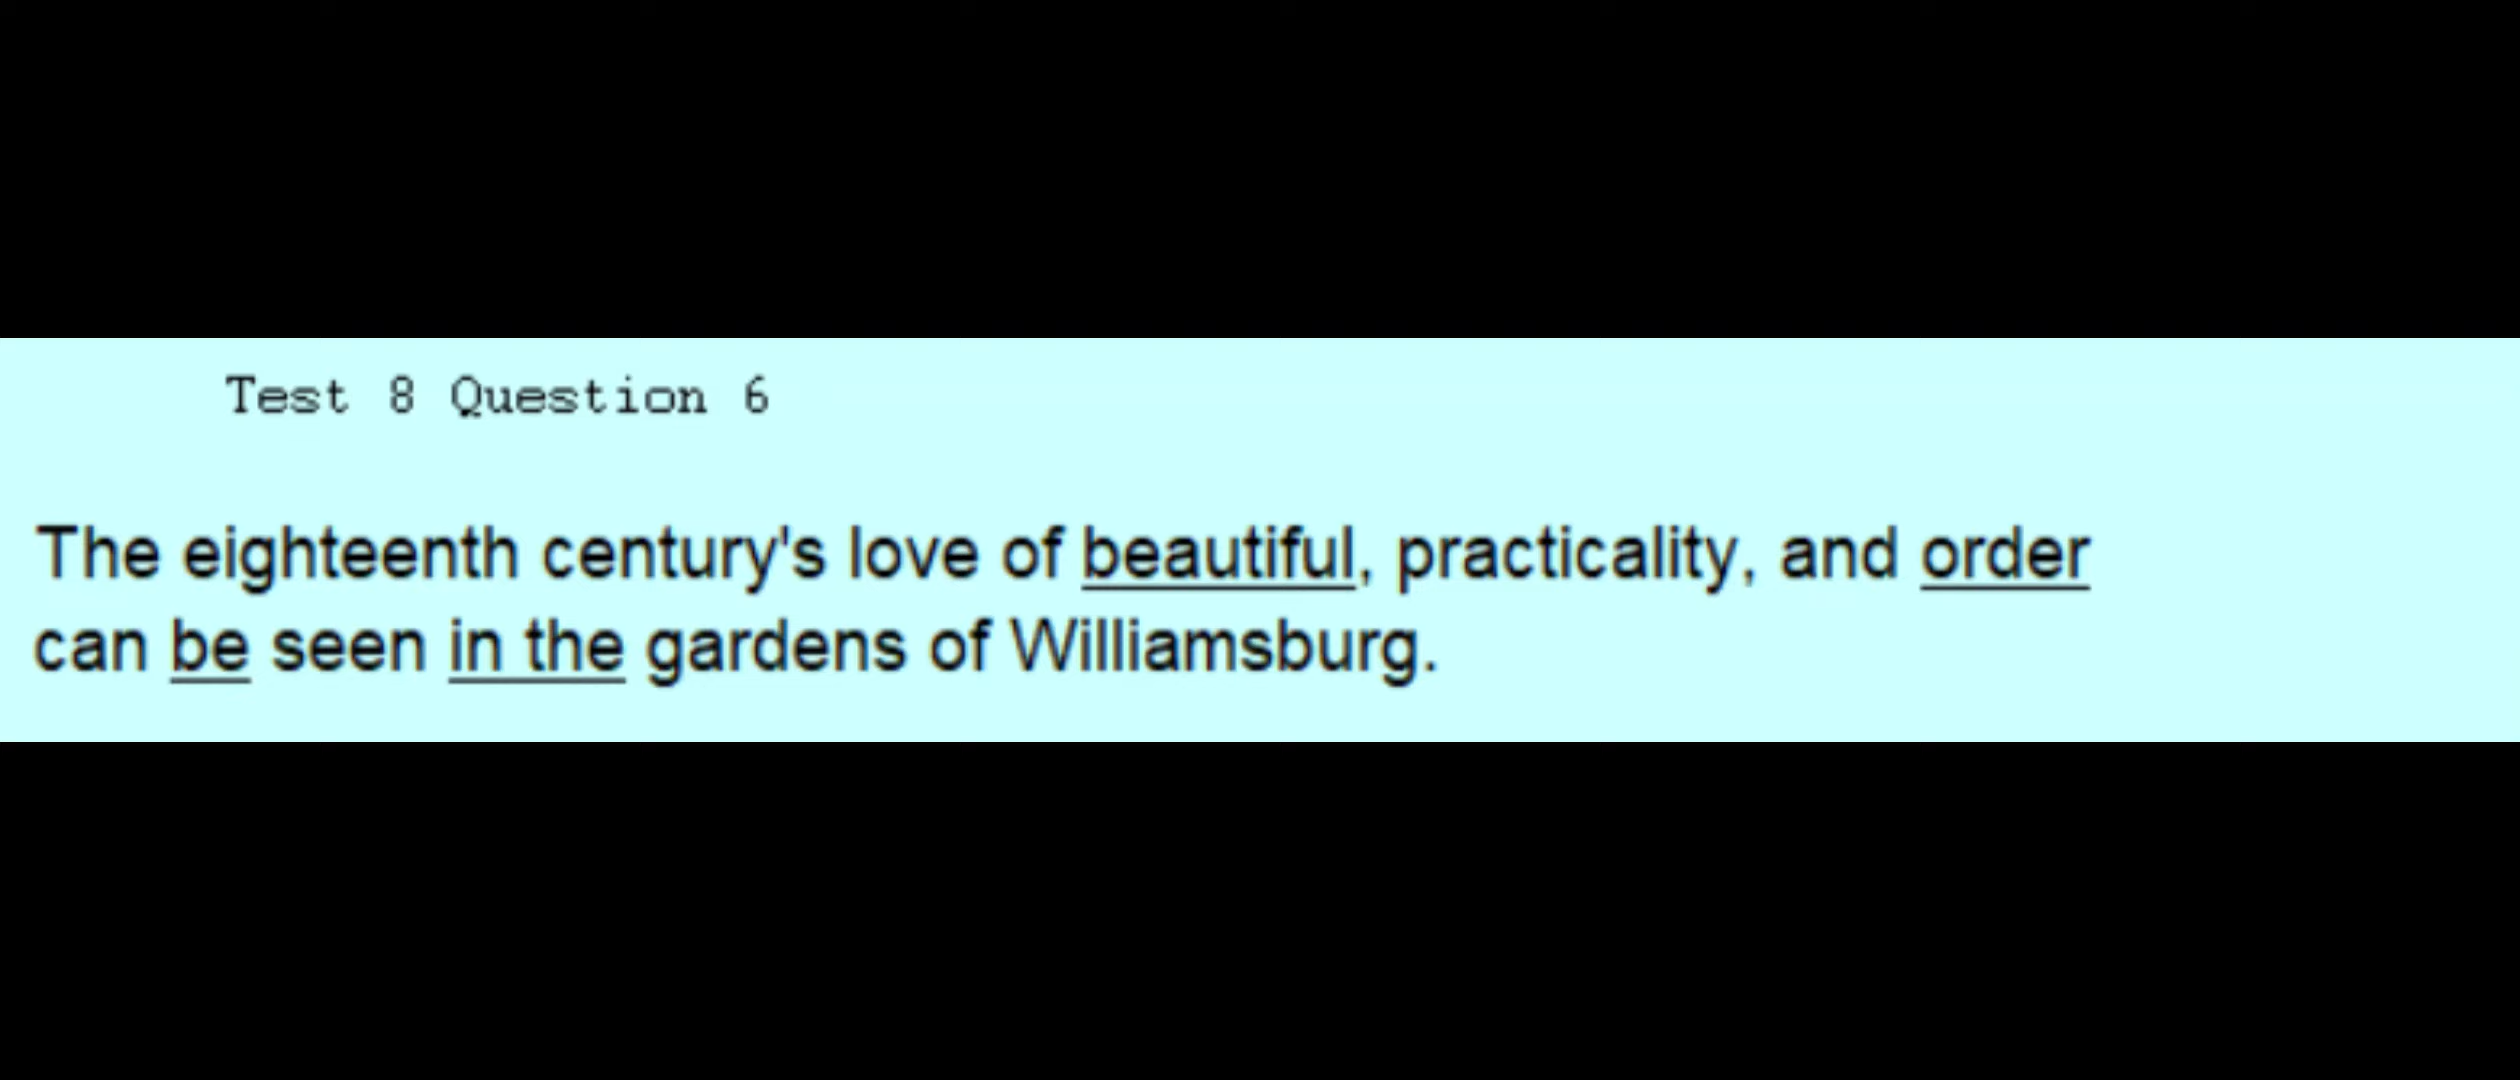 Test 8 Question 6
The eighteenth century's love of beautiful, practicality, and order
can be seen in the gardens of Williamsburg.